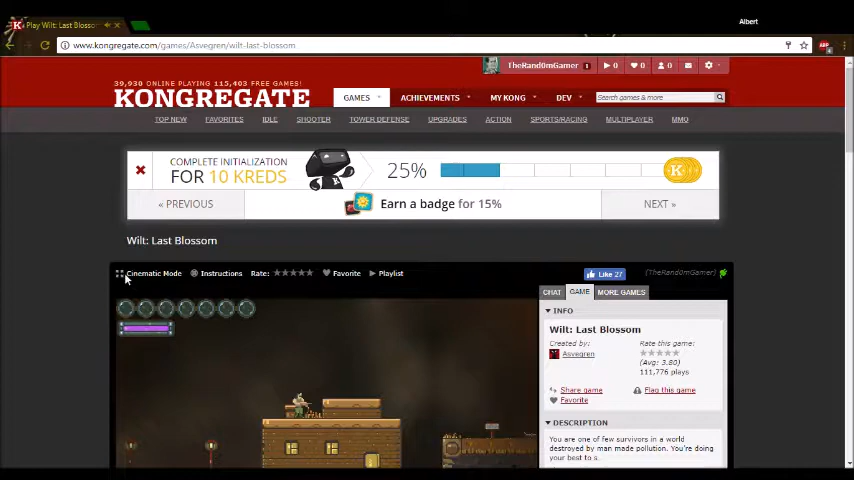 Play Wilt: Last Blossom
Albert
www.kongregate.com/games/Asvegren/wilt-last-blossom
TheRand0mGamer 1 0 0 0
39,930 ONLINE PLAYING 115,403 FREE GAMES!
KONGREGATE
GAMES ACHIEVEMENTS MY KONG DEV Search games & more
TOP NEW FAVORITES IDLE SHOOTER TOWER DEFENSE UPGRADES ACTION SPORTS/RACING MULTIPLAYER MMO
COMPLETE INITIALIZATION
FOR 10 KREDS
25%
K
« PREVIOUS
Earn a badge for 15%
NEXT »
Wilt: Last Blossom
Cinematic Mode Instructions Rate: Favorite Playlist Like 27 (TheRand0mGamer)
CHAT GAME MORE GAMES
INFO
Wilt: Last Blossom
Created by: Rate this game:
Asvegren
(Avg: 3.80)
111,776 plays
Share game Flag this game
Favorite
DESCRIPTION
You are one of few survivors in a world
destroyed by man made pollution. You're doing
your best to s.